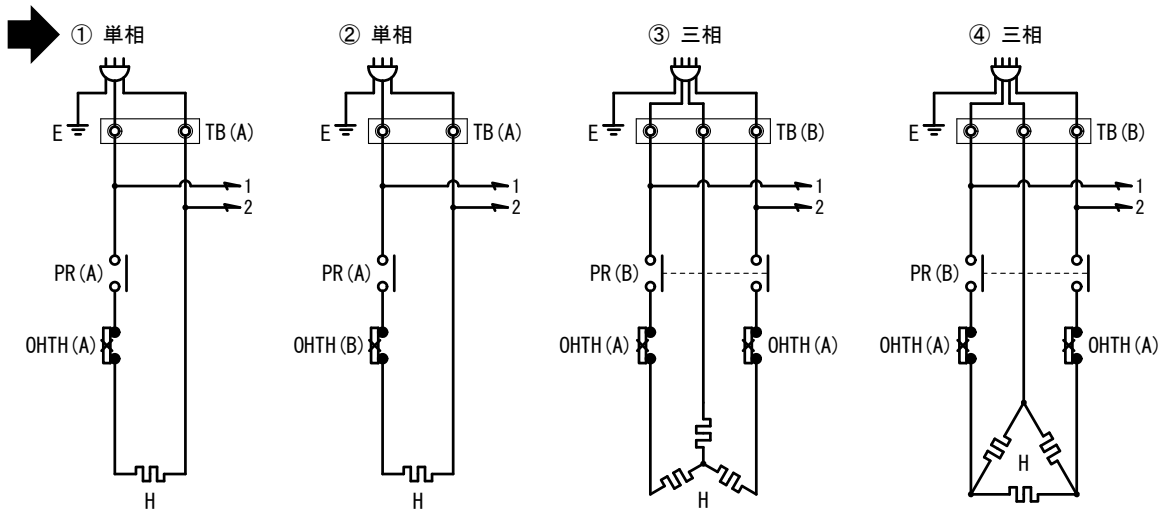 ① 単相
② 単相
③ 三相
④ 三相
E
TB(A)
E
TB(A)
E
TB(B)
E
TB(B)
1
1
1
1
2
2
2
2
PR(A)
PR(A)
PR(B)
PR(B)
OHTH(A)
OHTH(B)
OHTH(A)
OHTH(A)
OHTH(A)
OHTH(A)
H
H
H
H